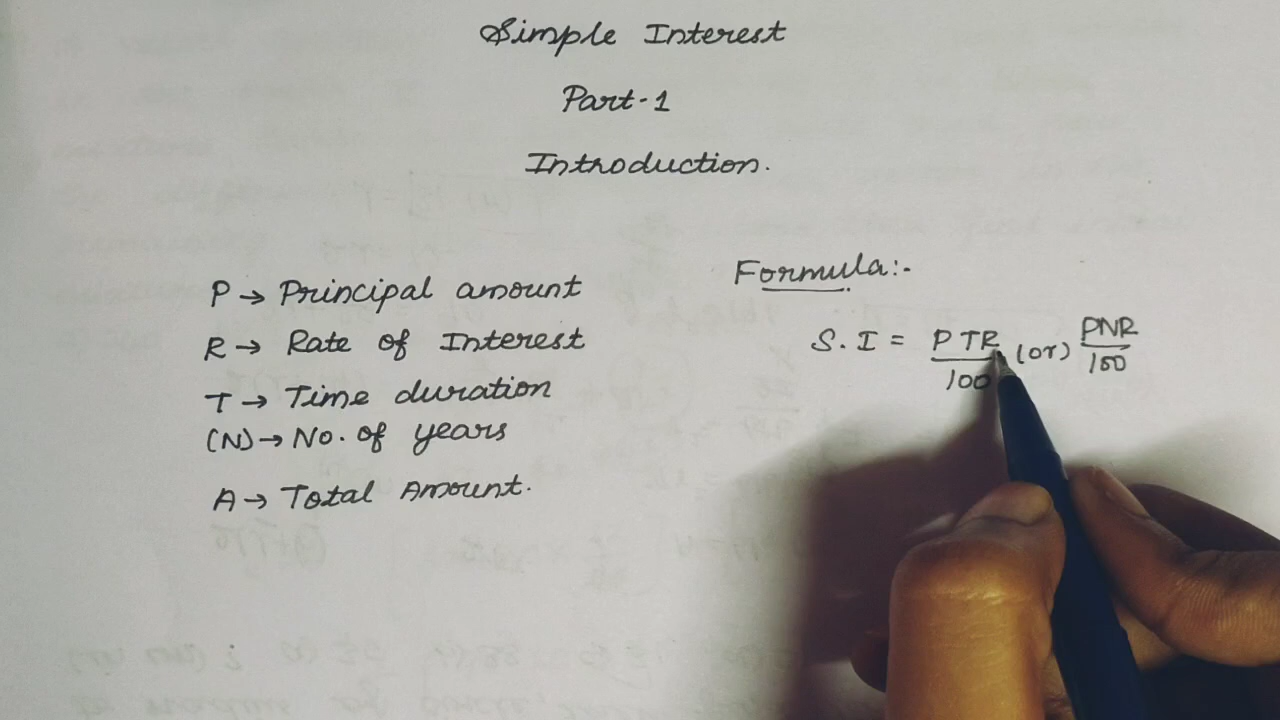 Simple Interest
Part-1
Introduction.
P → Principal amount
R → Rate of Interest
T → Time duration
(N) → No. of years
A → Total Amount.
Formula:-
S.I = PTR/100 (or) PNR/100